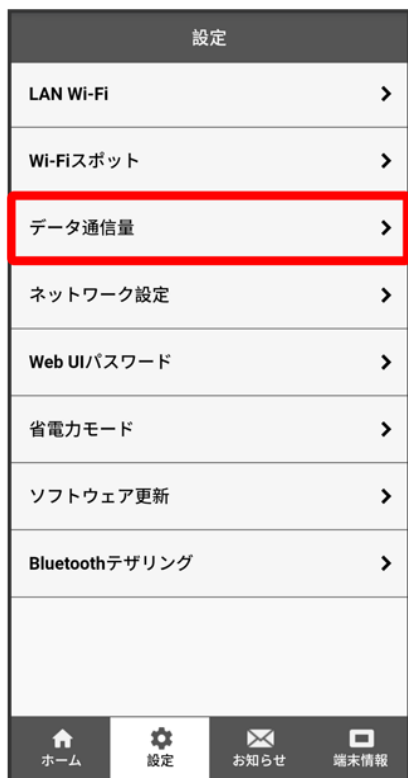 設定
LAN Wi-Fi
Wi-Fiスポット
データ通信量
ネットワーク設定
Web UIパスワード
省電力モード
ソフトウェア更新
Bluetoothテザリング
ホーム 設定 お知らせ 端末情報